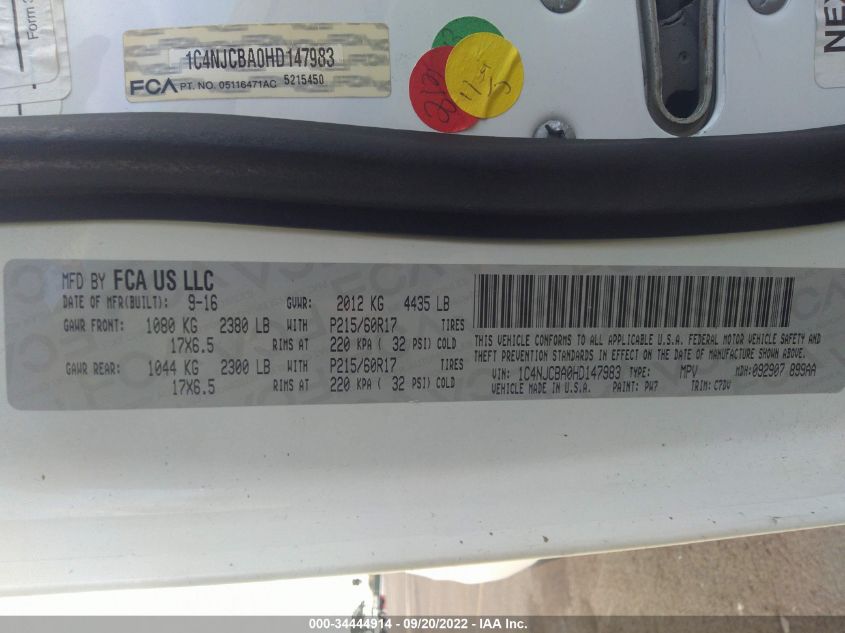 Form 3
1C4NJCBA0HD147983
FCA PT. NO. 05116471AC 5215450
NEX
MFD BY FCA US LLC
DATE OF MFR(BUILT): 9-16 GVWR: 2012 KG 4435 LB
GAWR FRONT: 1080 KG 2380 LB WITH P215/60R17 TIRES
17X6.5 RIMS AT 220 KPA ( 32 PSI) COLD
GAWR REAR: 1044 KG 2300 LB WITH P215/60R17 TIRES
17X6.5 RIMS AT 220 KPA ( 32 PSI) COLD
THIS VEHICLE CONFORMS TO ALL APPLICABLE U.S.A. FEDERAL MOTOR VEHICLE SAFETY AND
THEFT PREVENTION STANDARDS IN EFFECT ON THE DATE OF MANUFACTURE SHOWN ABOVE.
VIN: 1C4NJCBA0HD147983 TYPE: MPV MDH:092907 899AA
VEHICLE MADE IN U.S.A. PAINT: PW7 TRIM: C7DV
000-34444914 - 09/20/2022 - IAA Inc.